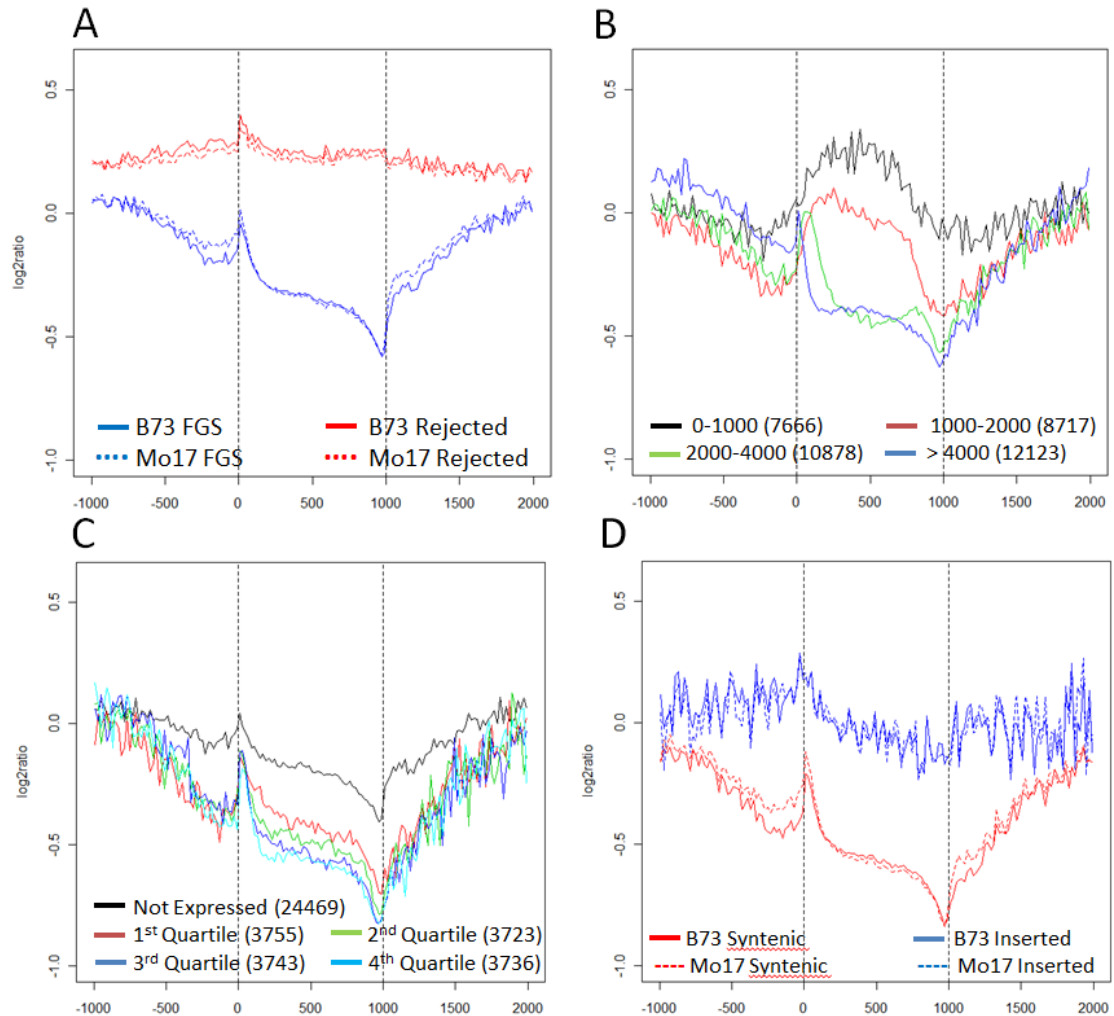 A
log2ratio
0.5
0.0
-0.5
-1.0
B73 FGS B73 Rejected
Mo17 FGS Mo17 Rejected
-1000 -500 0 500 1000 1500 2000
B
0.5
0.0
-0.5
-1.0
0-1000 (7666) 1000-2000 (8717)
2000-4000 (10878) > 4000 (12123)
-1000 -500 0 500 1000 1500 2000
C
log2ratio
0.5
0.0
-0.5
-1.0
Not Expressed (24469)
1st Quartile (3755) 2nd Quartile (3723)
3rd Quartile (3743) 4th Quartile (3736)
-1000 -500 0 500 1000 1500 2000
D
log2ratio
0.5
0.0
-0.5
-1.0
B73 Syntenic B73 Inserted
Mo17 Syntenic Mo17 Inserted
-1000 -500 0 500 1000 1500 2000